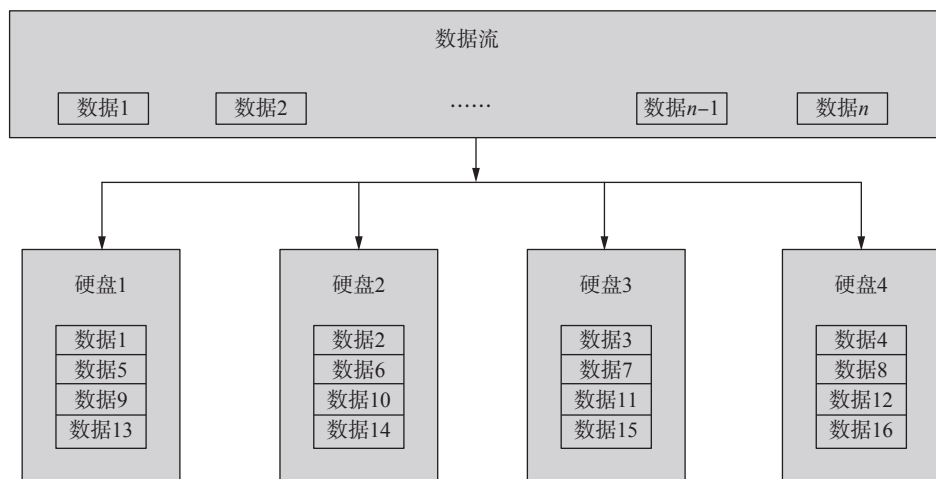 数据流
数据1 数据2 …… 数据n–1 数据n
硬盘1 硬盘2 硬盘3 硬盘4
数据1 数据2 数据3 数据4
数据5 数据6 数据7 数据8
数据9 数据10 数据11 数据12
数据13 数据14 数据15 数据16